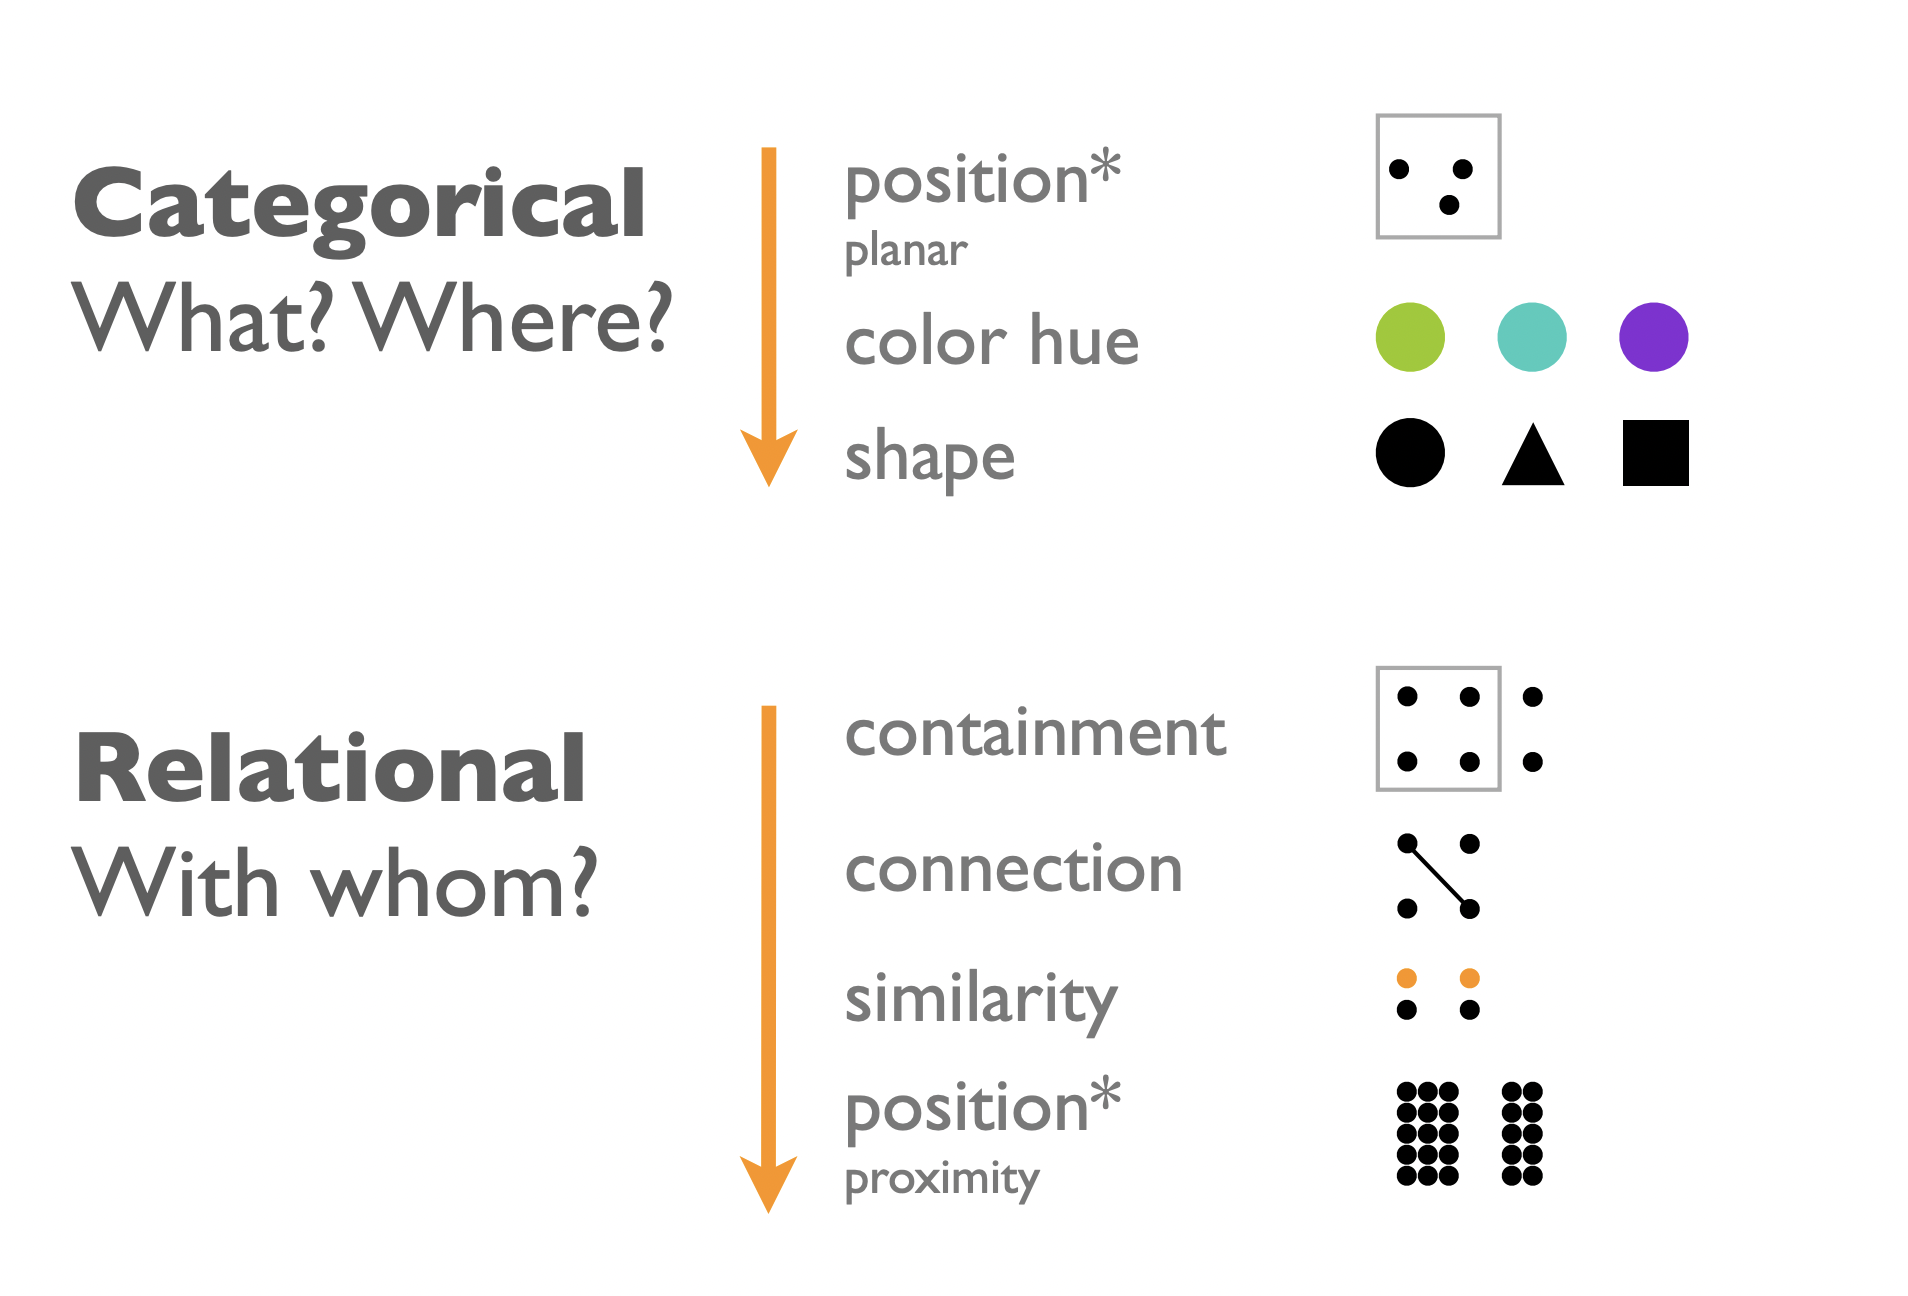 Categorical
What? Where?
position*
planar
color hue
shape
Relational
With whom?
containment
connection
similarity
position*
proximity